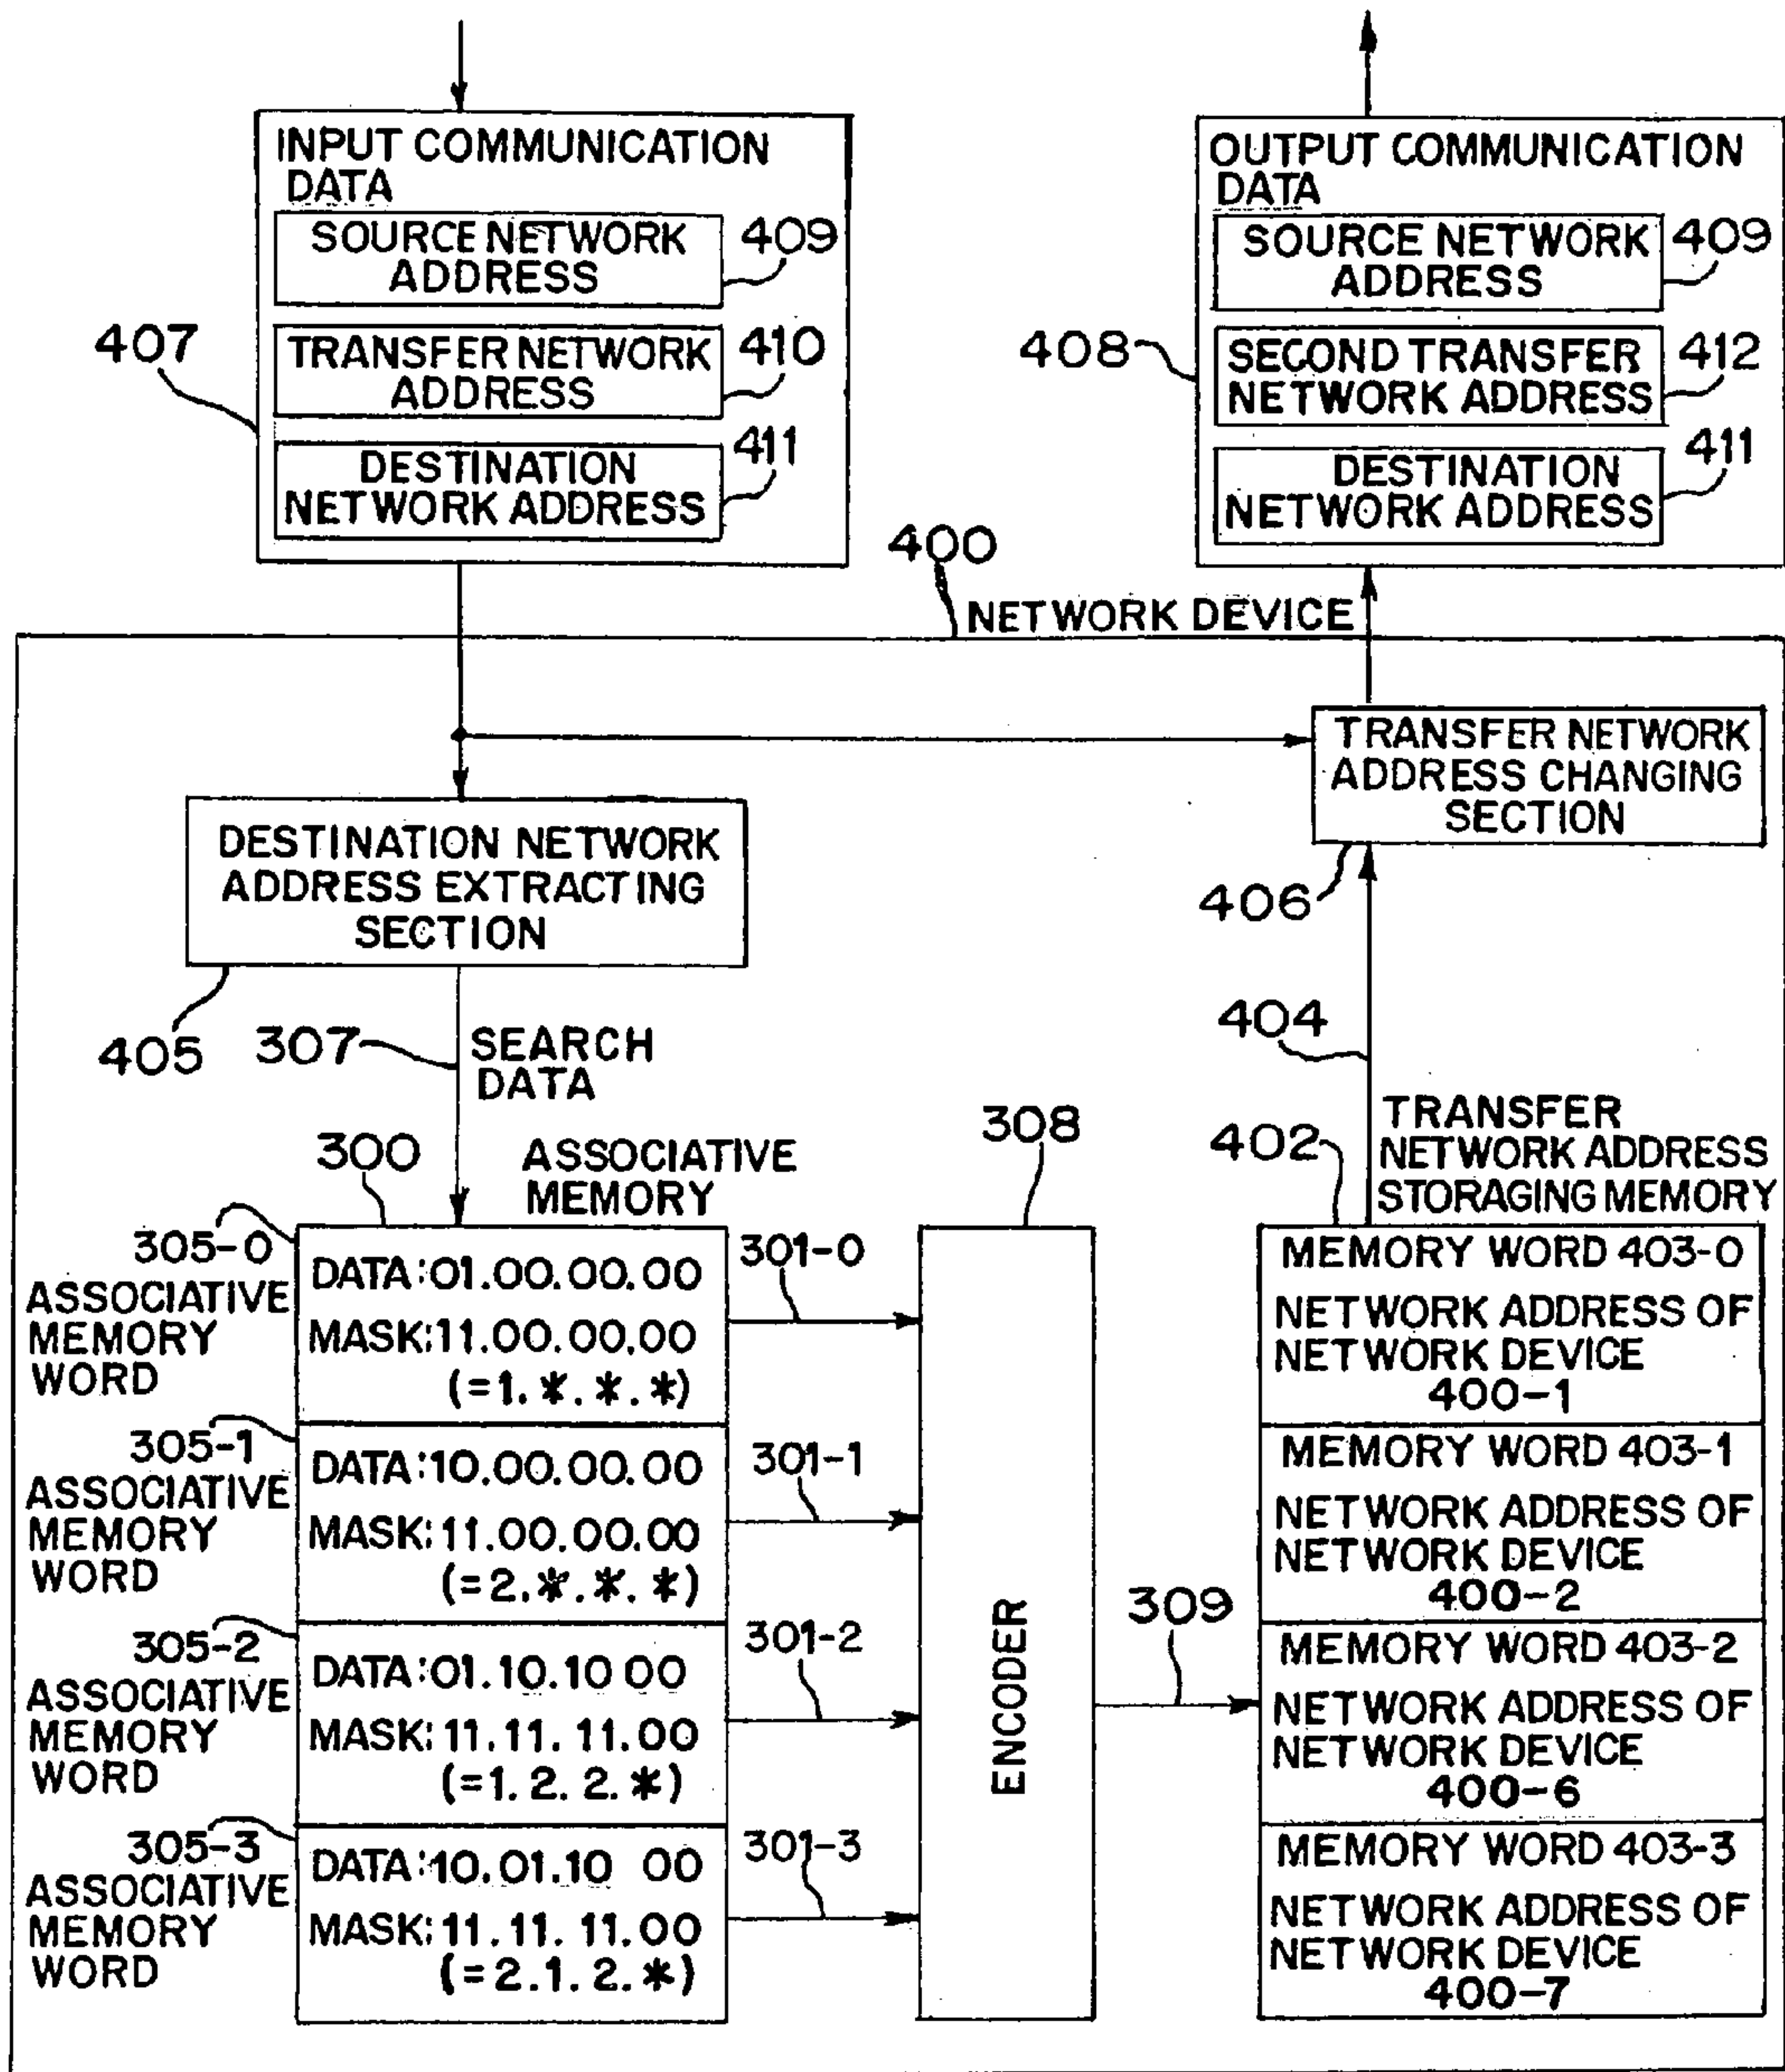 INPUT COMMUNICATION
DATA
SOURCE NETWORK
ADDRESS
409
TRANSFER NETWORK
ADDRESS
410
407
DESTINATION
NETWORK ADDRESS
411
OUTPUT COMMUNICATION
DATA
SOURCE NETWORK
ADDRESS
409
SECOND TRANSFER
NETWORK ADDRESS
412
408
DESTINATION
NETWORK ADDRESS
411
400
NETWORK DEVICE
TRANSFER NETWORK
ADDRESS CHANGING
SECTION
406
DESTINATION NETWORK
ADDRESS EXTRACTING
SECTION
405
307
SEARCH
DATA
404
300
ASSOCIATIVE
MEMORY
308
402
TRANSFER
NETWORK ADDRESS
STORAGING MEMORY
305-0
ASSOCIATIVE
MEMORY
WORD
DATA:01.00.00.00
MASK:11.00.00.00
(=1.*.*.*)
301-0
305-1
ASSOCIATIVE
MEMORY
WORD
DATA:10.00.00.00
MASK:11.00.00.00
(=2.*.*.*)
301-1
305-2
ASSOCIATIVE
MEMORY
WORD
DATA:01.10.10 00
MASK:11.11.11.00
(=1.2.2.*)
301-2
305-3
ASSOCIATIVE
MEMORY
WORD
DATA:10.01.10 00
MASK:11.11.11.00
(=2.1.2.*)
301-3
ENCODER
309
MEMORY WORD 403-0
NETWORK ADDRESS OF
NETWORK DEVICE
400-1
MEMORY WORD 403-1
NETWORK ADDRESS OF
NETWORK DEVICE
400-2
MEMORY WORD 403-2
NETWORK ADDRESS OF
NETWORK DEVICE
400-6
MEMORY WORD 403-3
NETWORK ADDRESS OF
NETWORK DEVICE
400-7